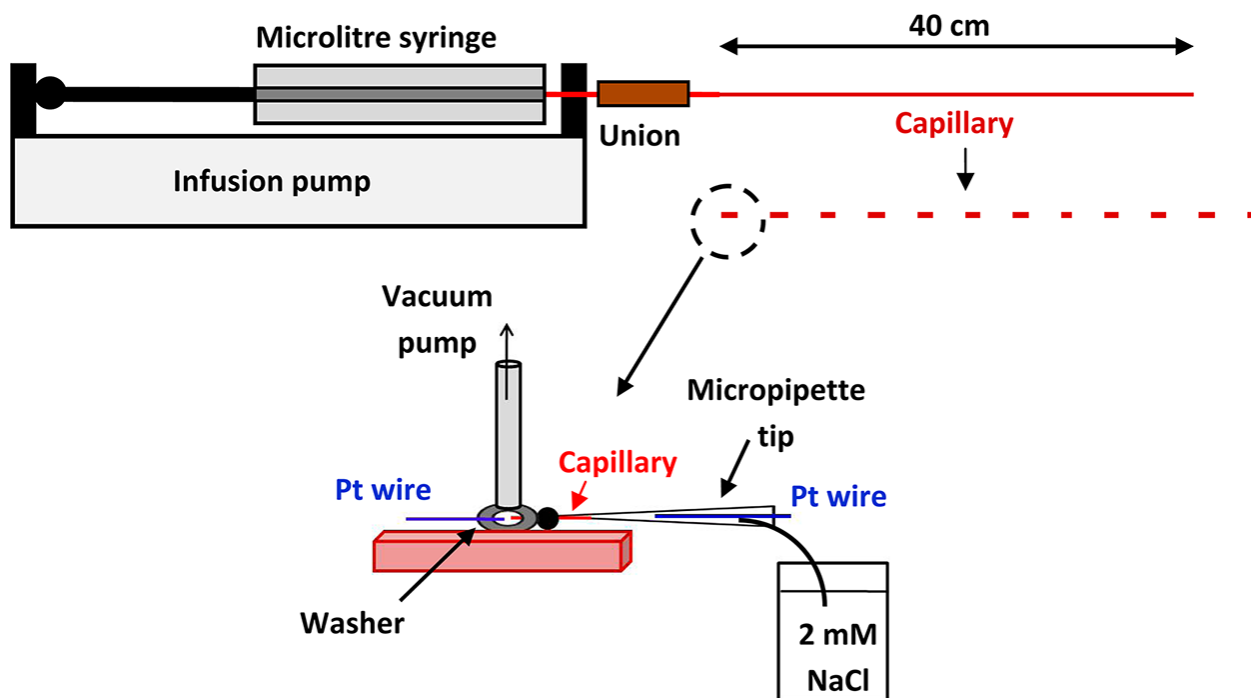 40 cm
Microlitre syringe
Union
Capillary
Infusion pump
Vacuum
pump
Micropipette
tip
Capillary
Pt wire
Pt wire
Washer
2 mM
NaCl